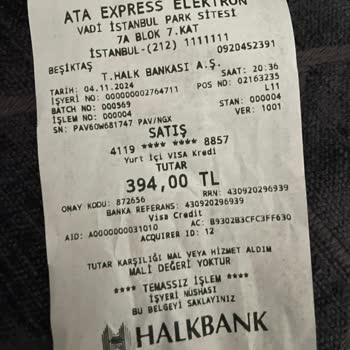 ATA EXPRESS ELEKTRON
VADİ İSTANBUL PARK SİTESİ
7A BLOK 7.KAT
İSTANBUL-(212) 1111111
BEŞİKTAŞ 0920452391
T.HALK BANKASI A.Ş.
TARİH: 04.11.2024 SAAT: 20:36
İŞYERİ NO: 000000002764711 POS NO: 02163235
BATCH NO: 000569 L11
İŞLEM NO: 000004 STAN: 000004
SN: PAV60W681747 PAV/NGX VER: 1001
SATIŞ
4119 **** **** 8857
Yurt İçi VISA Kredi
TUTAR
394,00 TL
ONAY KODU: 872656 RRN: 430920296939
BANKA REFERANS: 430920296939
Visa Credit
AID: A0000000031010 AC: B9302B3CFC3FF630
ACQUIRER ID: 12
TUTAR KARŞILIĞI MAL VEYA HİZMET ALDIM
MALİ DEĞERİ YOKTUR
**** TEMASSIZ İŞLEM ****
İŞYERİ NÜSHASI
BU BELGEYİ SAKLAYINIZ
HALKBANK